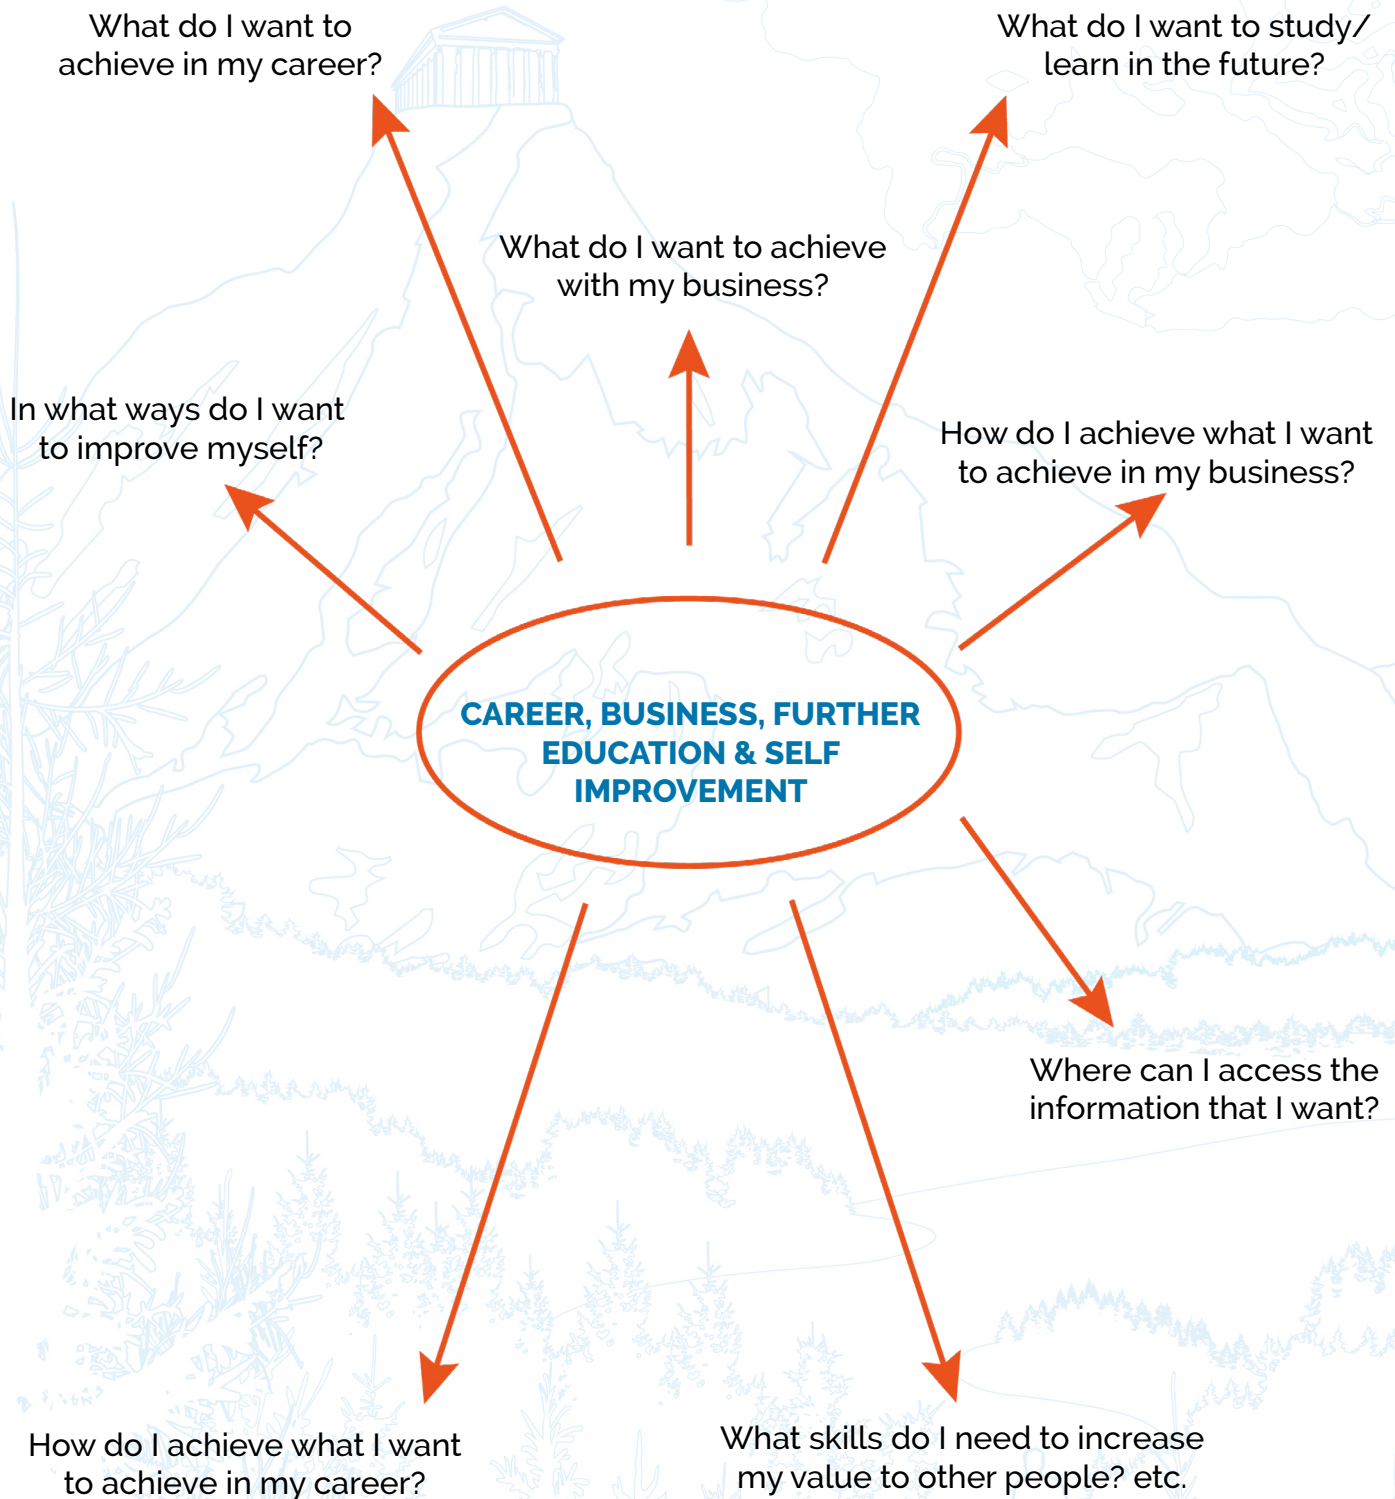 What do I want to
achieve in my career?
What do I want to study/
learn in the future?
What do I want to achieve
with my business?
In what ways do I want
to improve myself?
How do I achieve what I want
to achieve in my business?
CAREER, BUSINESS, FURTHER
EDUCATION & SELF
IMPROVEMENT
Where can I access the
information that I want?
How do I achieve what I want
to achieve in my career?
What skills do I need to increase
my value to other people? etc.